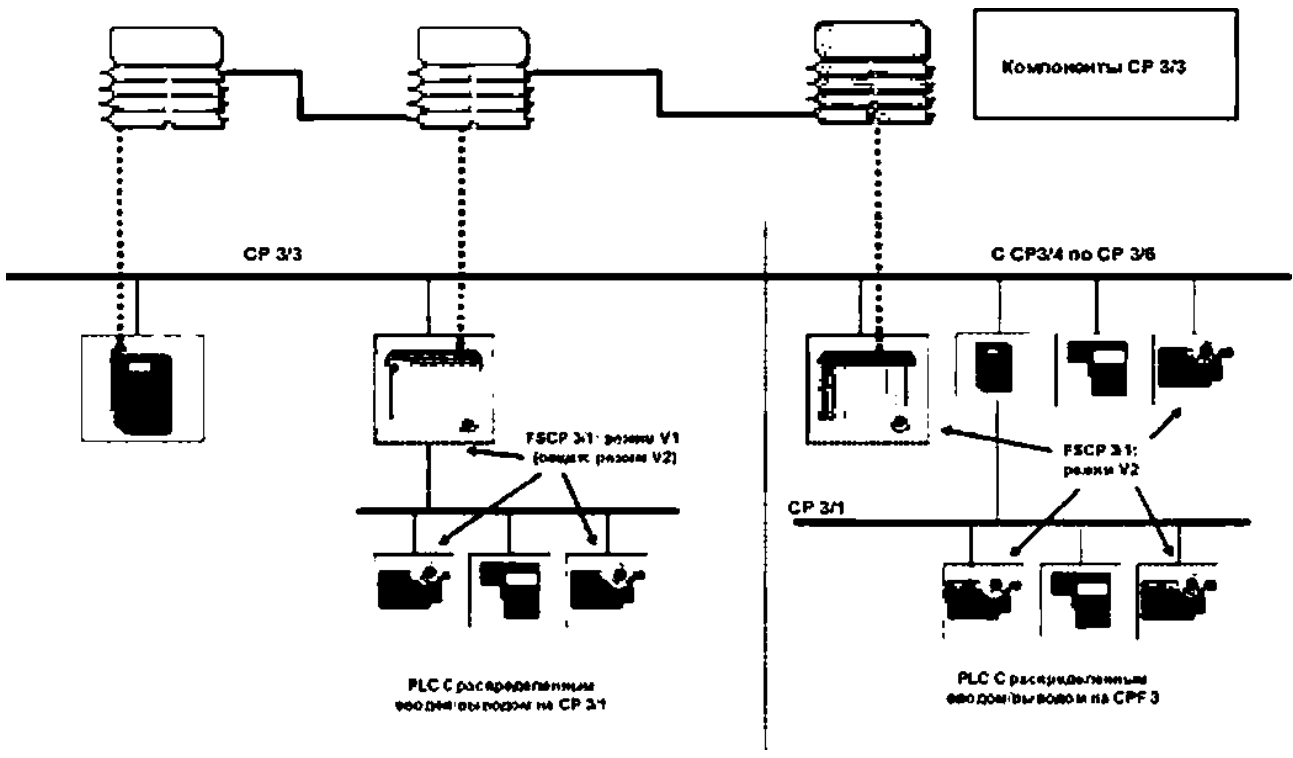 Компоненты CP 3/3
CP 3/3
С CP3/4 по CP 3/6
FSCP 3/1: режим V1
(общие: режим V2)
FSCP 3/1:
режим V2
CP 3/1
PLC С распределенным
вводом/выводом на CP 3/1
PLC С распределенным
вводом/выводом на CPF 3